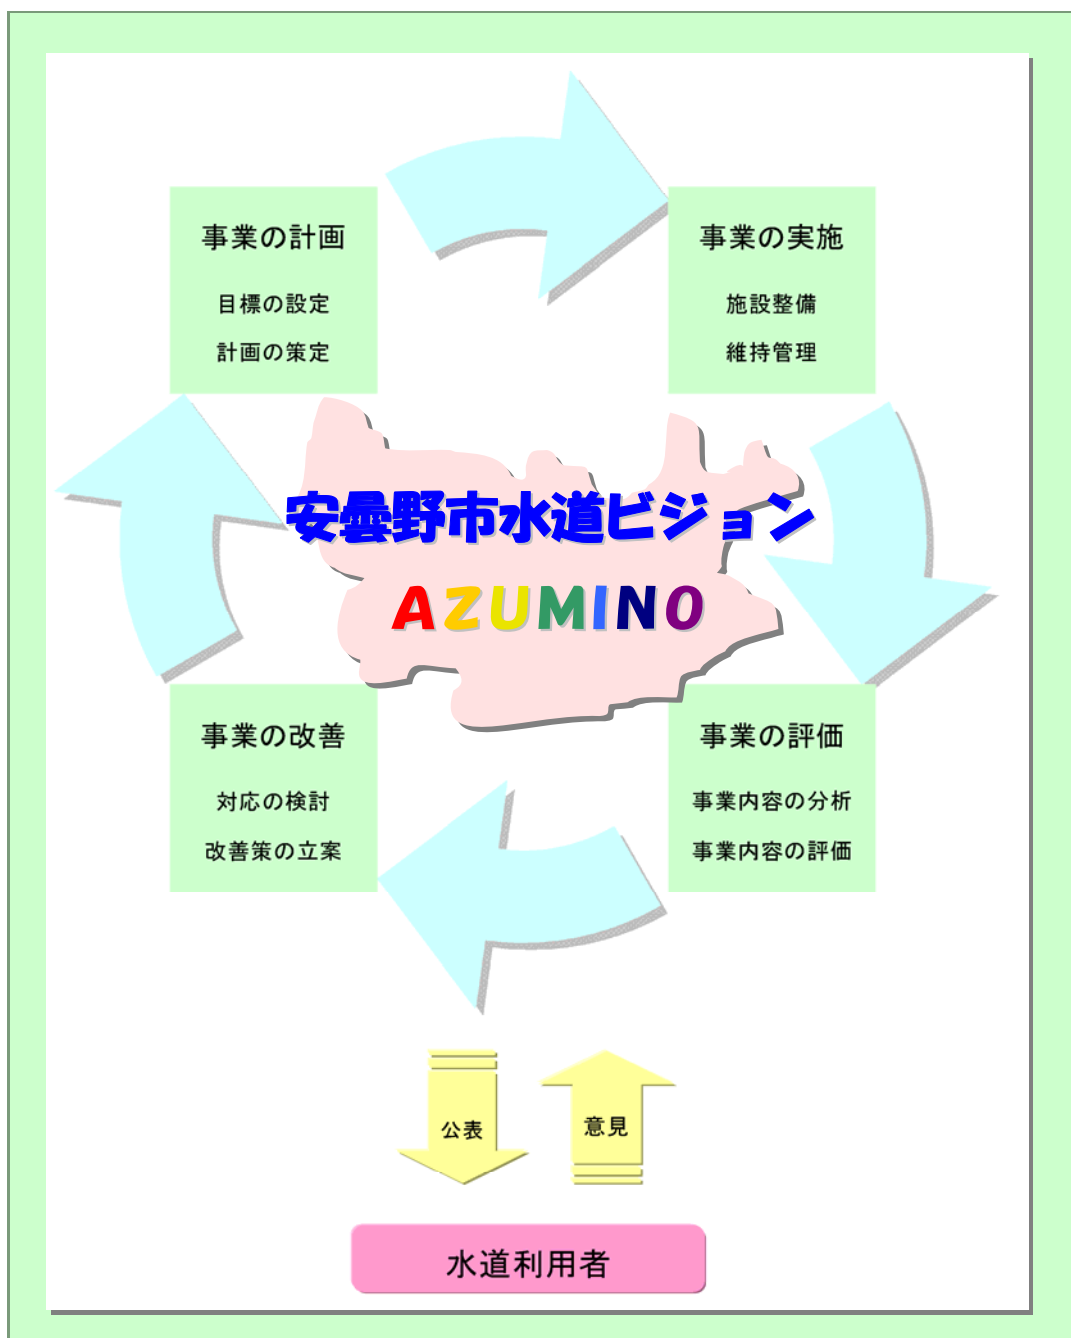 事業の計画
目標の設定
計画の策定
事業の実施
施設整備
維持管理
安曇野市水道ビジョン
AZUMINO
事業の改善
対応の検討
改善策の立案
事業の評価
事業内容の分析
事業内容の評価
公表
意見
水道利用者